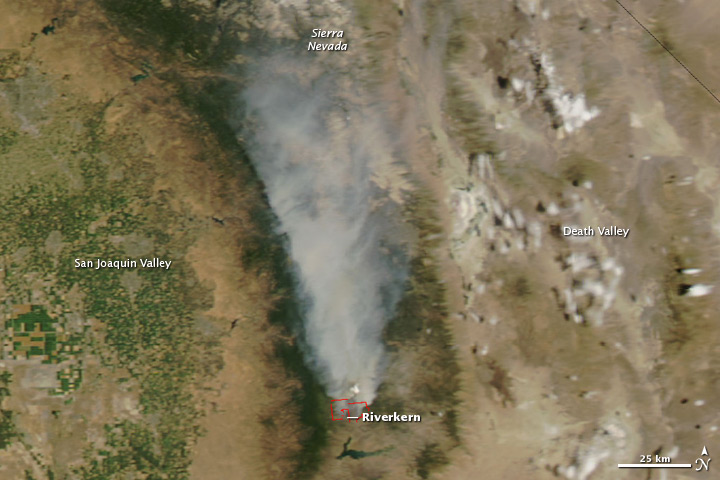 Sierra
Nevada
Death Valley
San Joaquin Valley
Riverkern
25 km
N